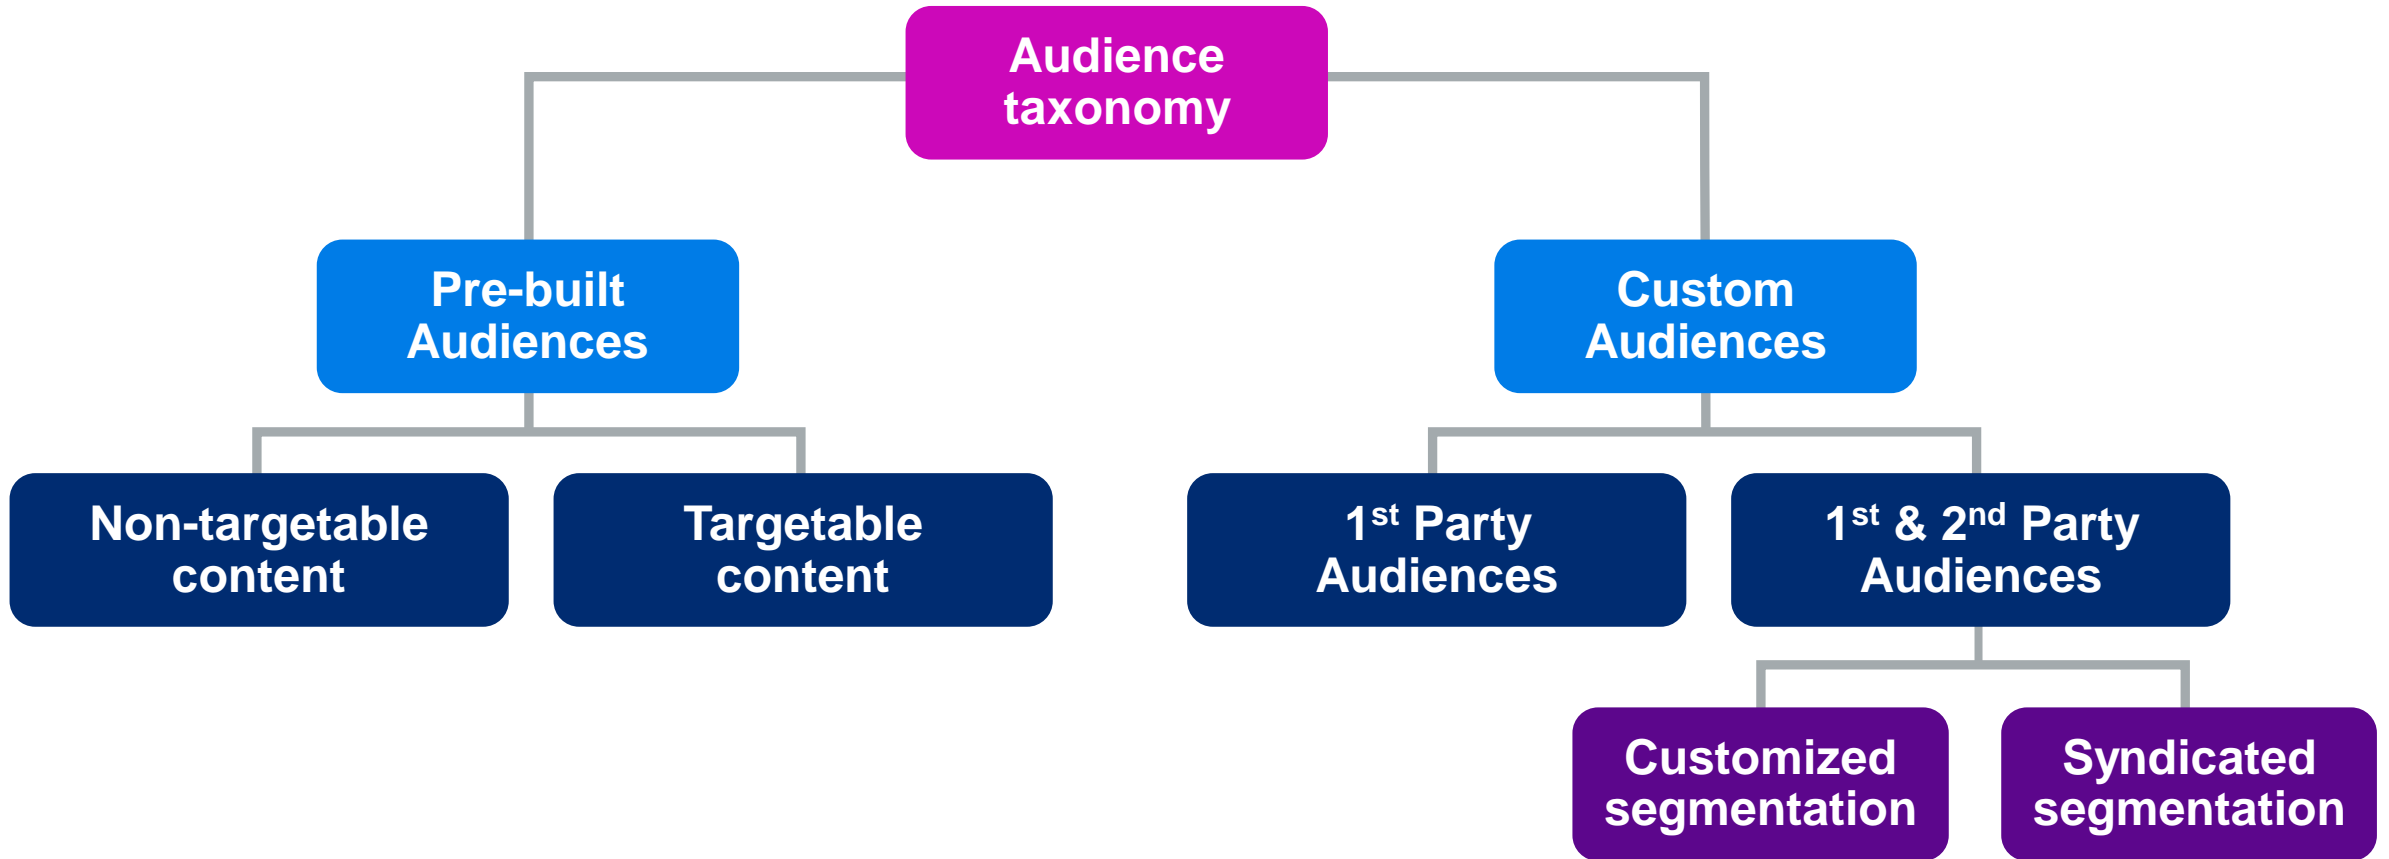 Audience
taxonomy
Pre-built
Audiences
Custom
Audiences
Non-targetable
content
Targetable
content
1st Party
Audiences
1st & 2nd Party
Audiences
Customized
segmentation
Syndicated
segmentation